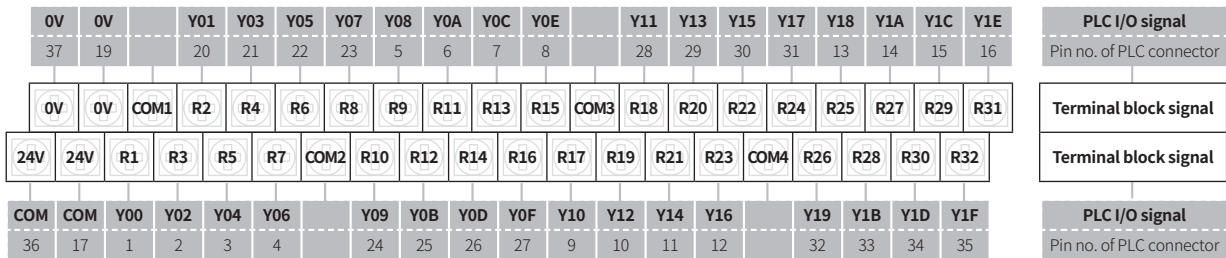 0V 0V Y01 Y03 Y05 Y07 Y08 Y0A Y0C Y0E Y11 Y13 Y15 Y17 Y18 Y1A Y1C Y1E PLC I/O signal
37 19 20 21 22 23 5 6 7 8 28 29 30 31 13 14 15 16 Pin no. of PLC connector
0V 0V COM1 R2 R4 R6 R8 R9 R11 R13 R15 COM3 R18 R20 R22 R24 R25 R27 R29 R31 Terminal block signal
24V 24V R1 R3 R5 R7 COM2 R10 R12 R14 R16 R17 R19 R21 R23 COM4 R26 R28 R30 R32 Terminal block signal
COM COM Y00 Y02 Y04 Y06 Y09 Y0B Y0D Y0F Y10 Y12 Y14 Y16 Y19 Y1B Y1D Y1F PLC I/O signal
36 17 1 2 3 4 24 25 26 27 9 10 11 12 32 33 34 35 Pin no. of PLC connector